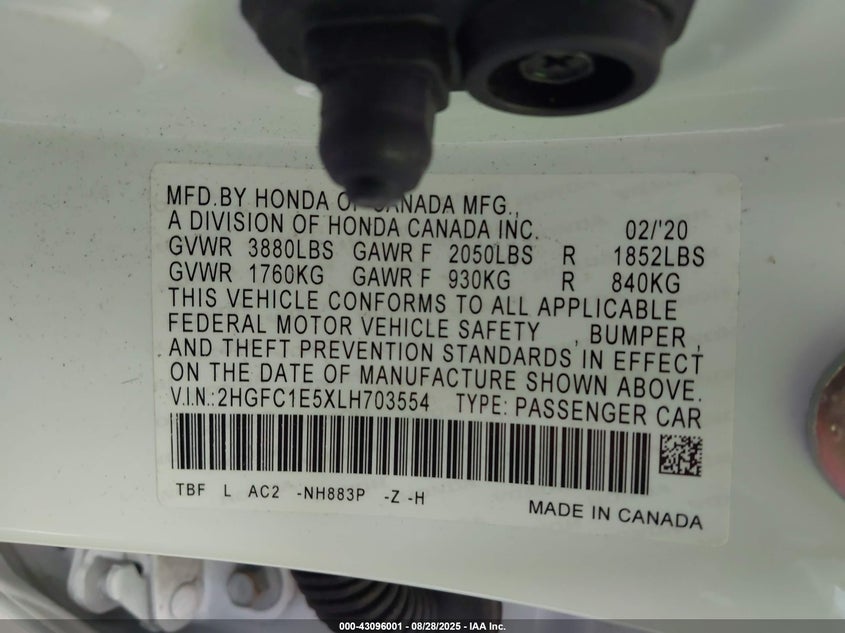 MFD.BY HONDA OF CANADA MFG.,
A DIVISION OF HONDA CANADA INC. 02/'20
GVWR 3880LBS GAWR F 2050LBS R 1852LBS
GVWR 1760KG GAWR F 930KG R 840KG
THIS VEHICLE CONFORMS TO ALL APPLICABLE
FEDERAL MOTOR VEHICLE SAFETY , BUMPER ,
AND THEFT PREVENTION STANDARDS IN EFFECT
ON THE DATE OF MANUFACTURE SHOWN ABOVE.
V.I.N.: 2HGFC1E5XLH703554 TYPE: PASSENGER CAR
TBF L AC2 -NH883P -Z -H
MADE IN CANADA
000-43096001 - 08/28/2025 - IAA Inc.